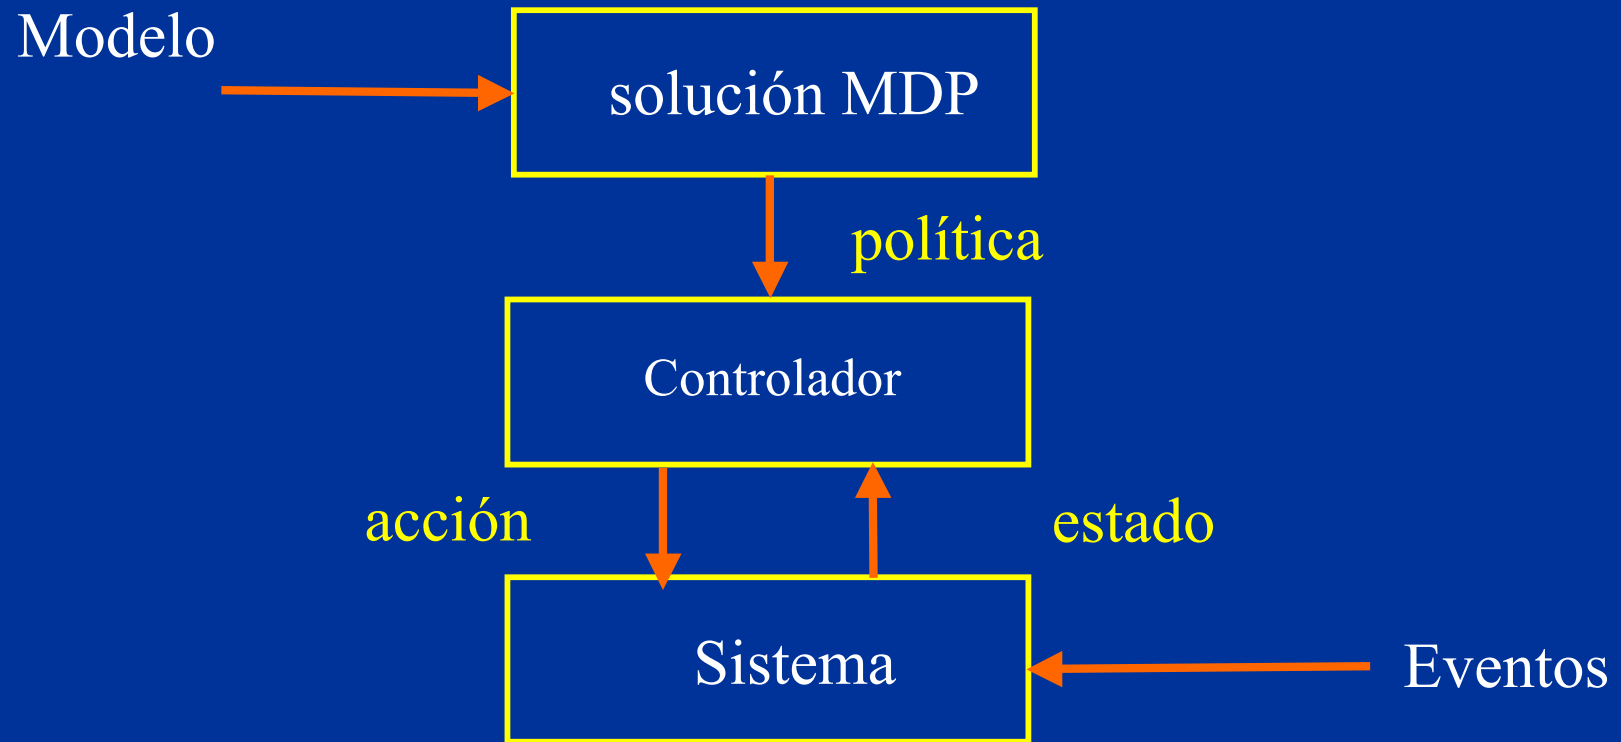 Modelo
solución MDP
política
Controlador
acción
estado
Sistema
Eventos